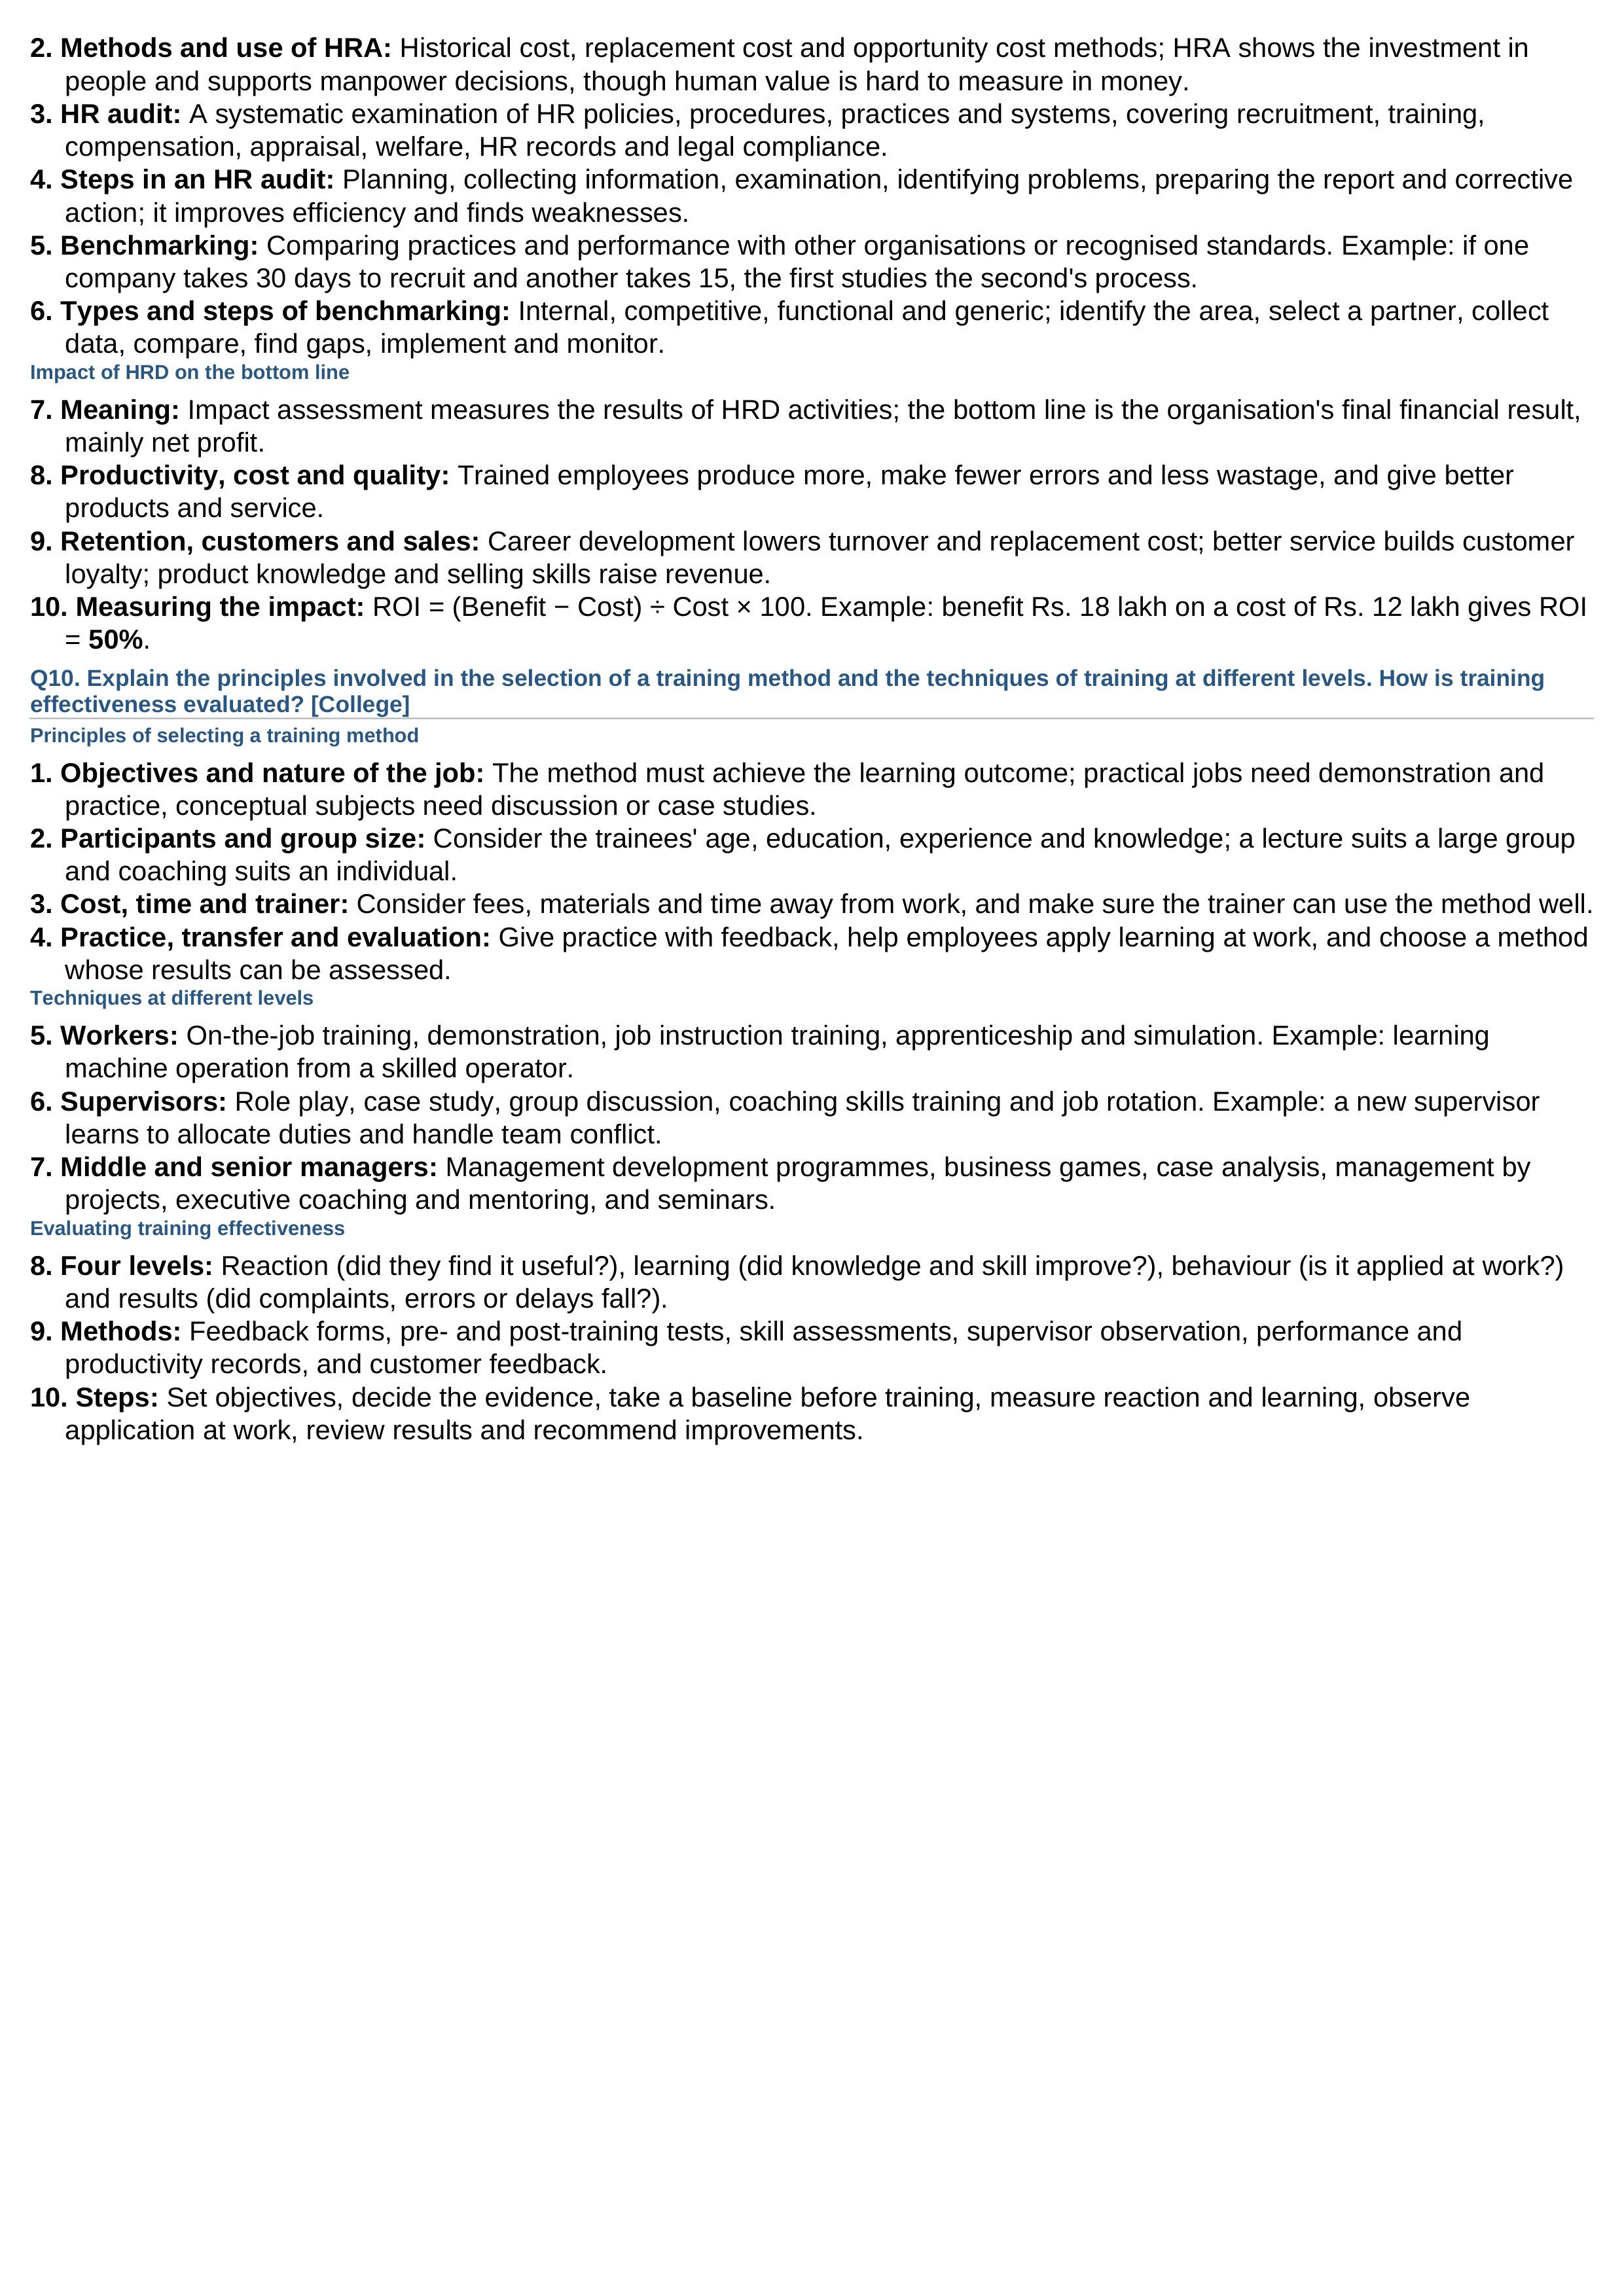 2. Methods and use of HRA: Historical cost, replacement cost and opportunity cost methods; HRA shows the investment in
people and supports manpower decisions, though human value is hard to measure in money.
3. HR audit: A systematic examination of HR policies, procedures, practices and systems, covering recruitment, training,
compensation, appraisal, welfare, HR records and legal compliance.
4. Steps in an HR audit: Planning, collecting information, examination, identifying problems, preparing the report and corrective
action; it improves efficiency and finds weaknesses.
5. Benchmarking: Comparing practices and performance with other organisations or recognised standards. Example: if one
company takes 30 days to recruit and another takes 15, the first studies the second's process.
6. Types and steps of benchmarking: Internal, competitive, functional and generic; identify the area, select a partner, collect
data, compare, find gaps, implement and monitor.
Impact of HRD on the bottom line
7. Meaning: Impact assessment measures the results of HRD activities; the bottom line is the organisation's final financial result,
mainly net profit.
8. Productivity, cost and quality: Trained employees produce more, make fewer errors and less wastage, and give better
products and service.
9. Retention, customers and sales: Career development lowers turnover and replacement cost; better service builds customer
loyalty; product knowledge and selling skills raise revenue.
10. Measuring the impact: ROI = (Benefit − Cost) ÷ Cost × 100. Example: benefit Rs. 18 lakh on a cost of Rs. 12 lakh gives ROI
= 50%.
Q10. Explain the principles involved in the selection of a training method and the techniques of training at different levels. How is training
effectiveness evaluated? [College]
Principles of selecting a training method
1. Objectives and nature of the job: The method must achieve the learning outcome; practical jobs need demonstration and
practice, conceptual subjects need discussion or case studies.
2. Participants and group size: Consider the trainees' age, education, experience and knowledge; a lecture suits a large group
and coaching suits an individual.
3. Cost, time and trainer: Consider fees, materials and time away from work, and make sure the trainer can use the method well.
4. Practice, transfer and evaluation: Give practice with feedback, help employees apply learning at work, and choose a method
whose results can be assessed.
Techniques at different levels
5. Workers: On-the-job training, demonstration, job instruction training, apprenticeship and simulation. Example: learning
machine operation from a skilled operator.
6. Supervisors: Role play, case study, group discussion, coaching skills training and job rotation. Example: a new supervisor
learns to allocate duties and handle team conflict.
7. Middle and senior managers: Management development programmes, business games, case analysis, management by
projects, executive coaching and mentoring, and seminars.
Evaluating training effectiveness
8. Four levels: Reaction (did they find it useful?), learning (did knowledge and skill improve?), behaviour (is it applied at work?)
and results (did complaints, errors or delays fall?).
9. Methods: Feedback forms, pre- and post-training tests, skill assessments, supervisor observation, performance and
productivity records, and customer feedback.
10. Steps: Set objectives, decide the evidence, take a baseline before training, measure reaction and learning, observe
application at work, review results and recommend improvements.